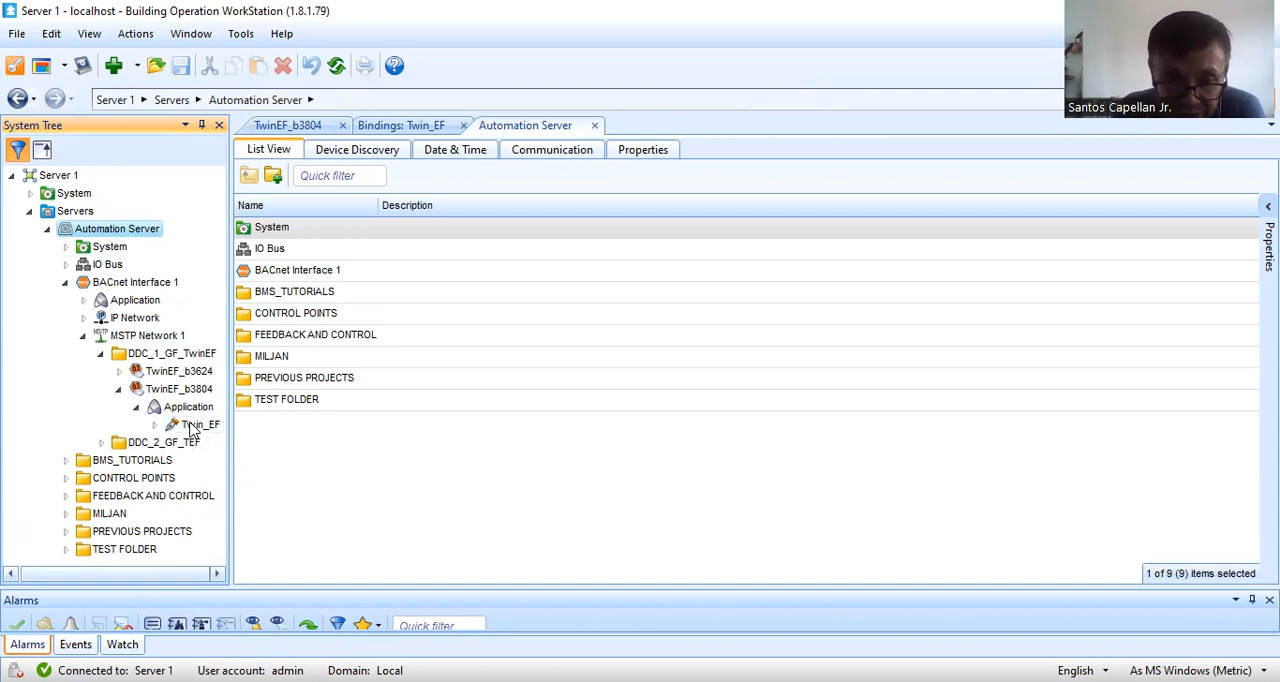 Server 1 - localhost - Building Operation WorkStation (1.8.1.79)
File Edit View Actions Window Tools Help
Server 1 Servers Automation Server
Santos Capellan Jr.
System Tree
TwinEF_b3804 Bindings: Twin_EF Automation Server
List View Device Discovery Date & Time Communication Properties
Quick filter
Name Description
Server 1
System
Servers
Automation Server
System
IO Bus
BACnet Interface 1
Application
IP Network
MSTP Network 1
DDC_1_GF_TwinEF
TwinEF_b3624
TwinEF_b3804
Application
Twin_EF
DDC_2_GF_TEF
BMS_TUTORIALS
CONTROL POINTS
FEEDBACK AND CONTROL
MILJAN
PREVIOUS PROJECTS
TEST FOLDER
System
IO Bus
BACnet Interface 1
BMS_TUTORIALS
CONTROL POINTS
FEEDBACK AND CONTROL
MILJAN
PREVIOUS PROJECTS
TEST FOLDER
Properties
1 of 9 (9) items selected
Alarms
Quick filter
Alarms Events Watch
Connected to: Server 1 User account: admin Domain: Local English As MS Windows (Metric)